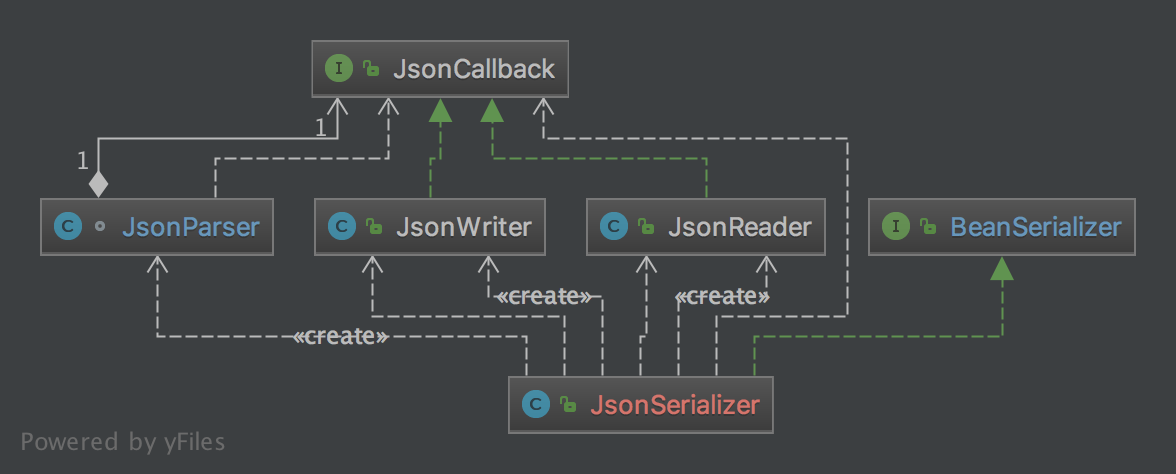 I JsonCallback
1
1
C JsonParser
C JsonWriter
C JsonReader
I BeanSerializer
«create»
«create»
«create»
C JsonSerializer
Powered by yFiles